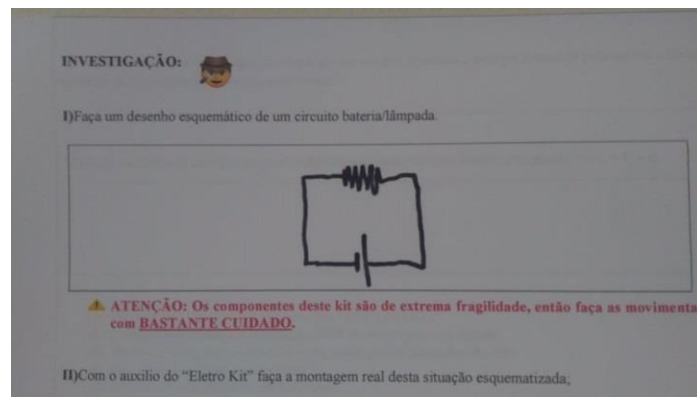 INVESTIGAÇÃO:
I)Faça um desenho esquemático de um circuito bateria/lâmpada.
ATENÇÃO: Os componentes deste kit são de extrema fragilidade, então faça as movimenta
com BASTANTE CUIDADO.
II)Com o auxilio do “Eletro Kit” faça a montagem real desta situação esquematizada;